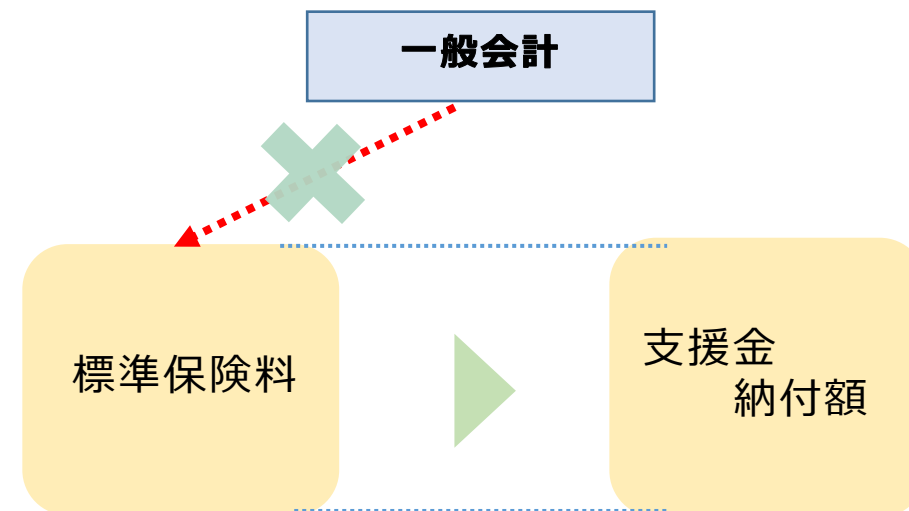 一般会計
標準保険料
支援金
納付額